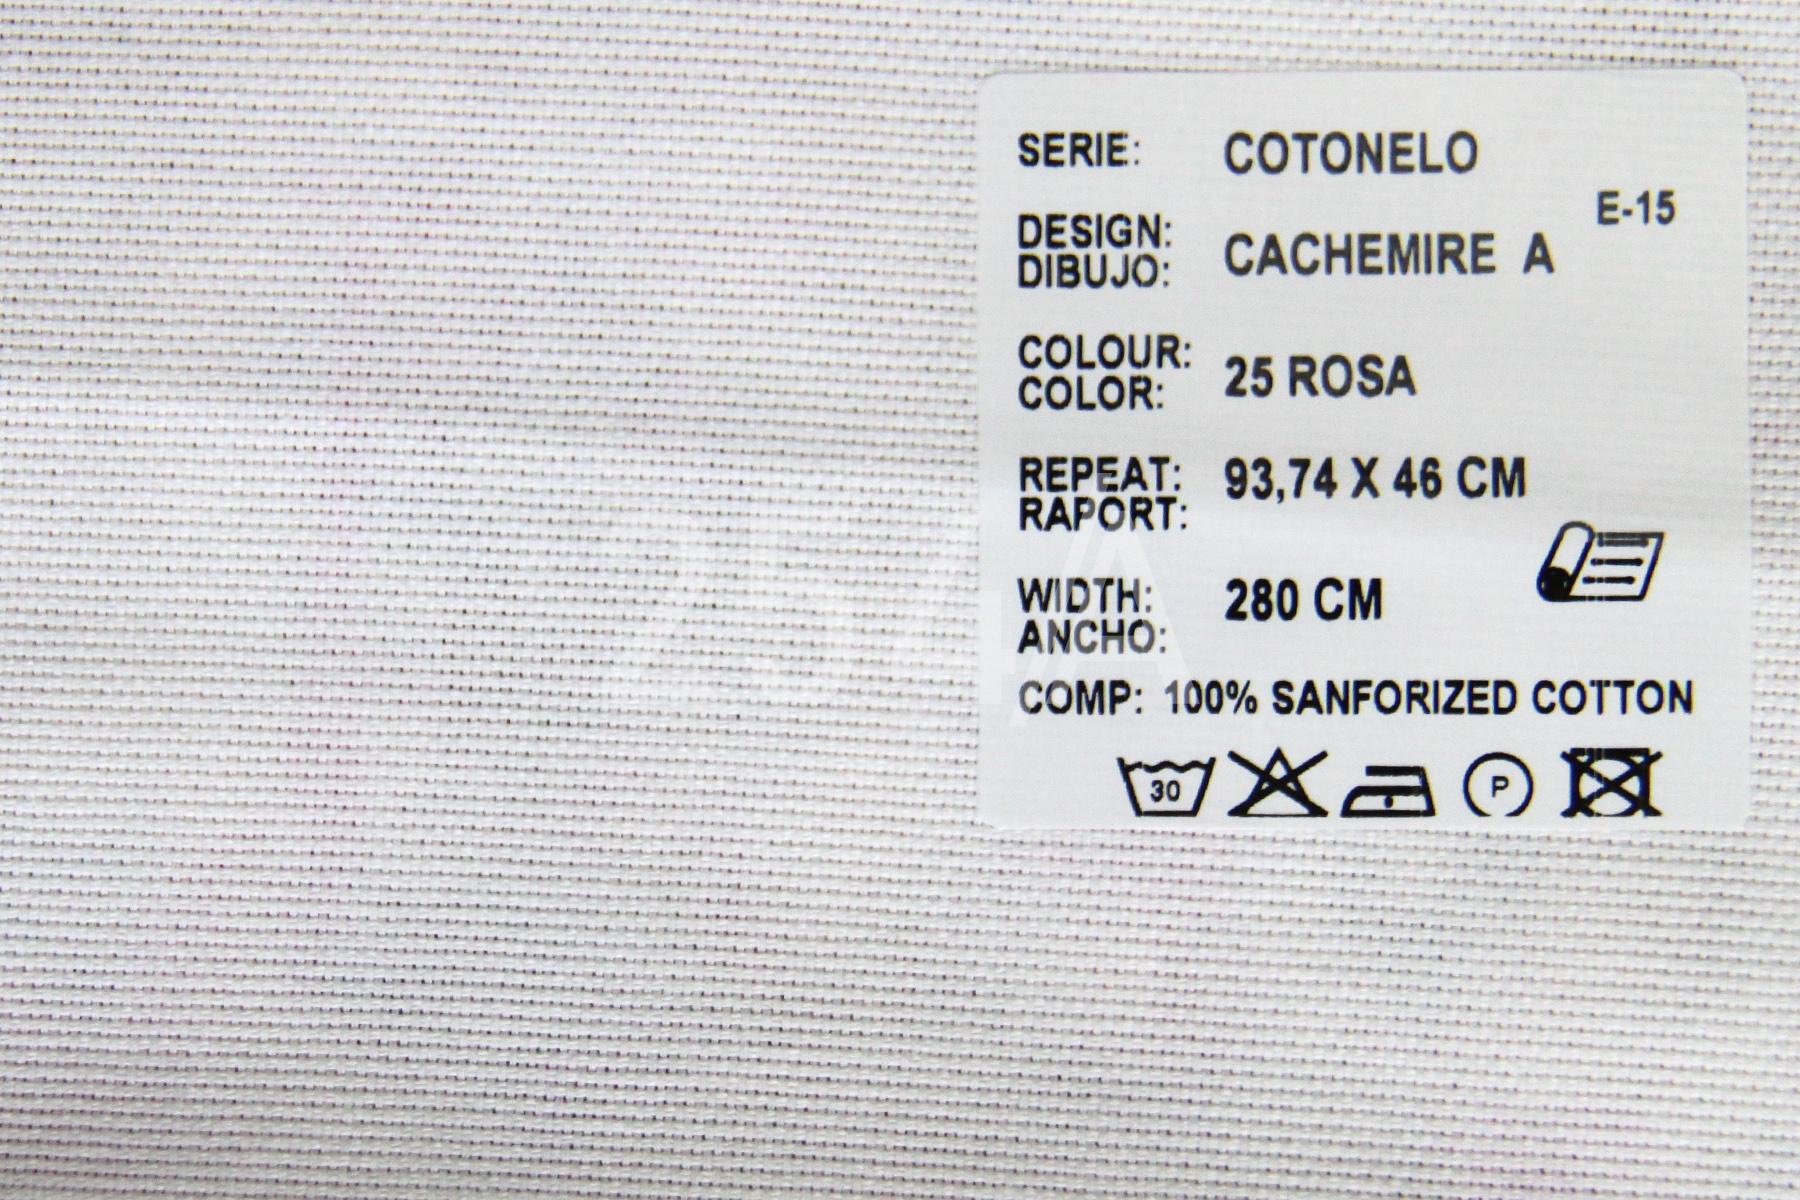 SERIE: COTONELO
E-15
DESIGN:
DIBUJO: CACHEMIRE A
COLOUR:
COLOR: 25 ROSA
REPEAT: 93,74 X 46 CM
RAPORT:
WIDTH: 280 CM
ANCHO:
COMP: 100% SANFORIZED COTTON
30
P